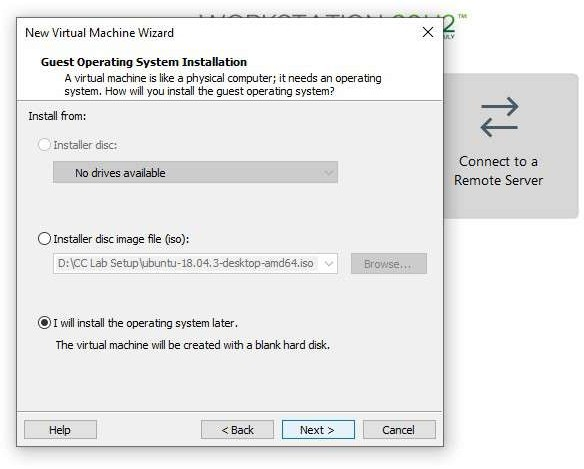 WORKSTATION 20H2™
New Virtual Machine Wizard
Guest Operating System Installation
A virtual machine is like a physical computer; it needs an operating
system. How will you install the guest operating system?
Install from:
Installer disc:
No drives available
Installer disc image file (iso):
D:\CC Lab Setup\ubuntu-18.04.3-desktop-amd64.iso
Browse...
I will install the operating system later.
The virtual machine will be created with a blank hard disk.
Help
< Back
Next >
Cancel
Connect to a
Remote Server